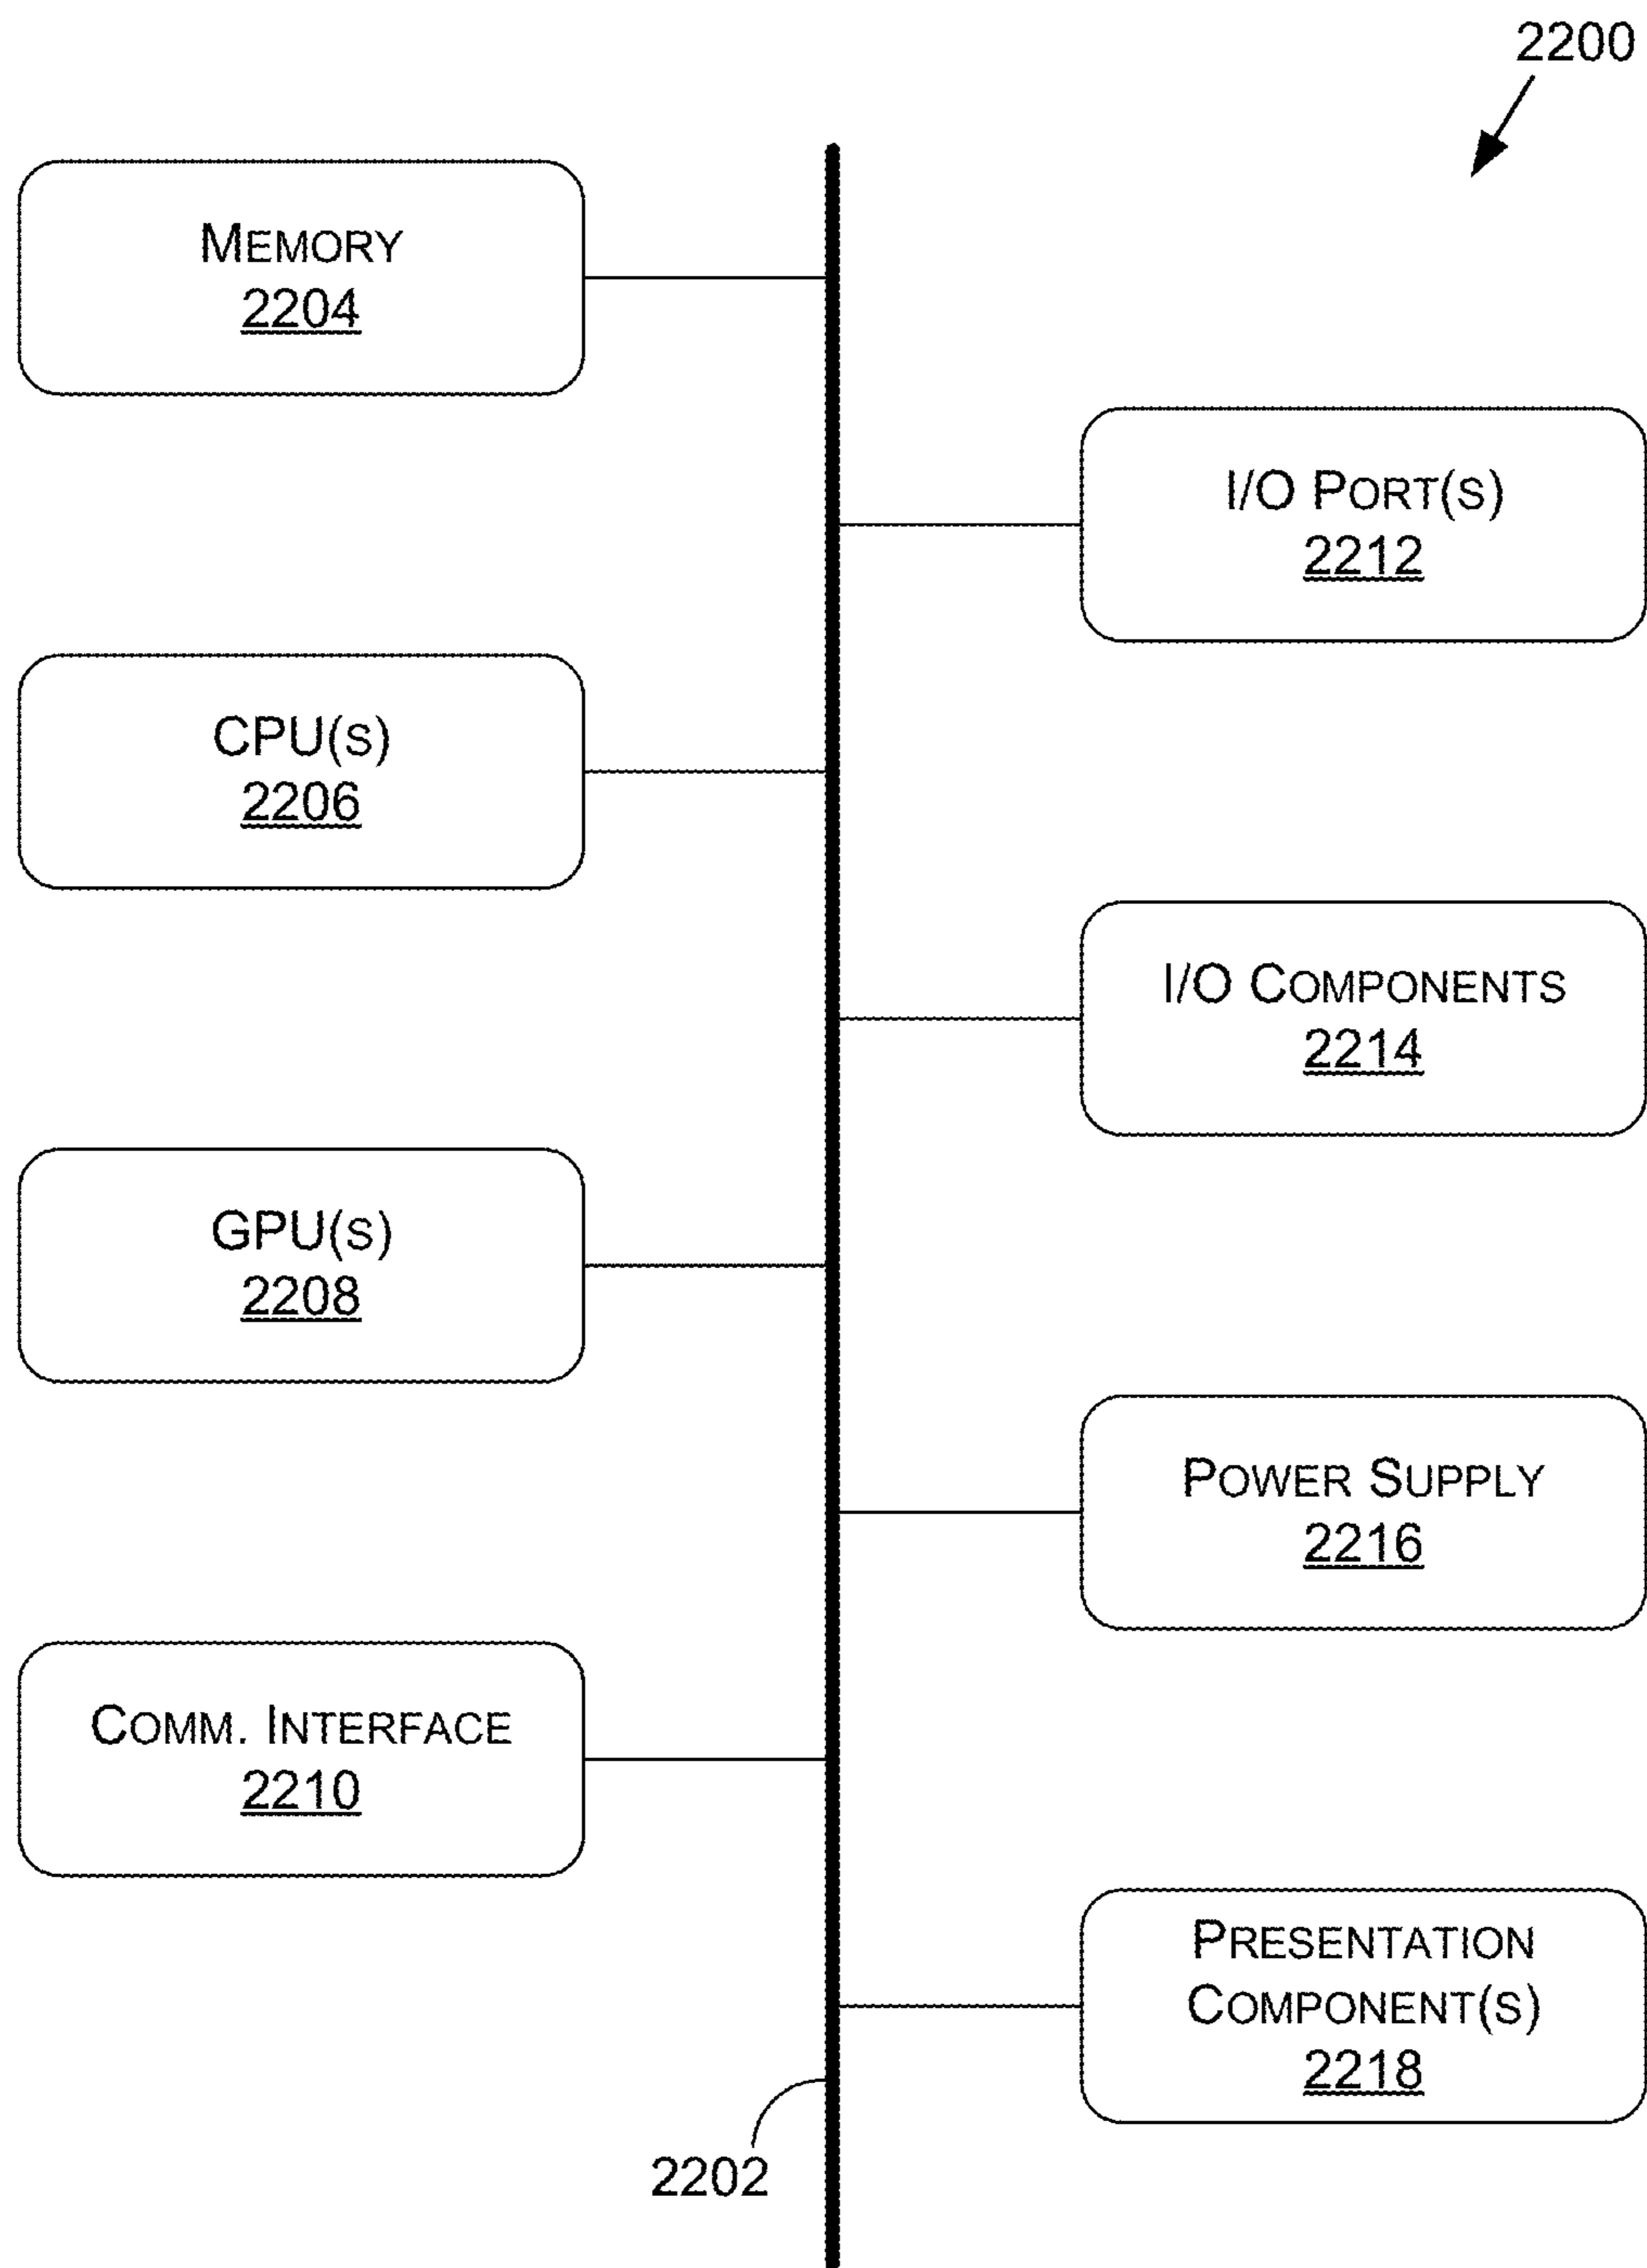 2200
MEMORY
2204
I/O PORT(S)
2212
CPU(S)
2206
I/O COMPONENTS
2214
GPU(S)
2208
POWER SUPPLY
2216
COMM. INTERFACE
2210
PRESENTATION
COMPONENT(S)
2218
2202